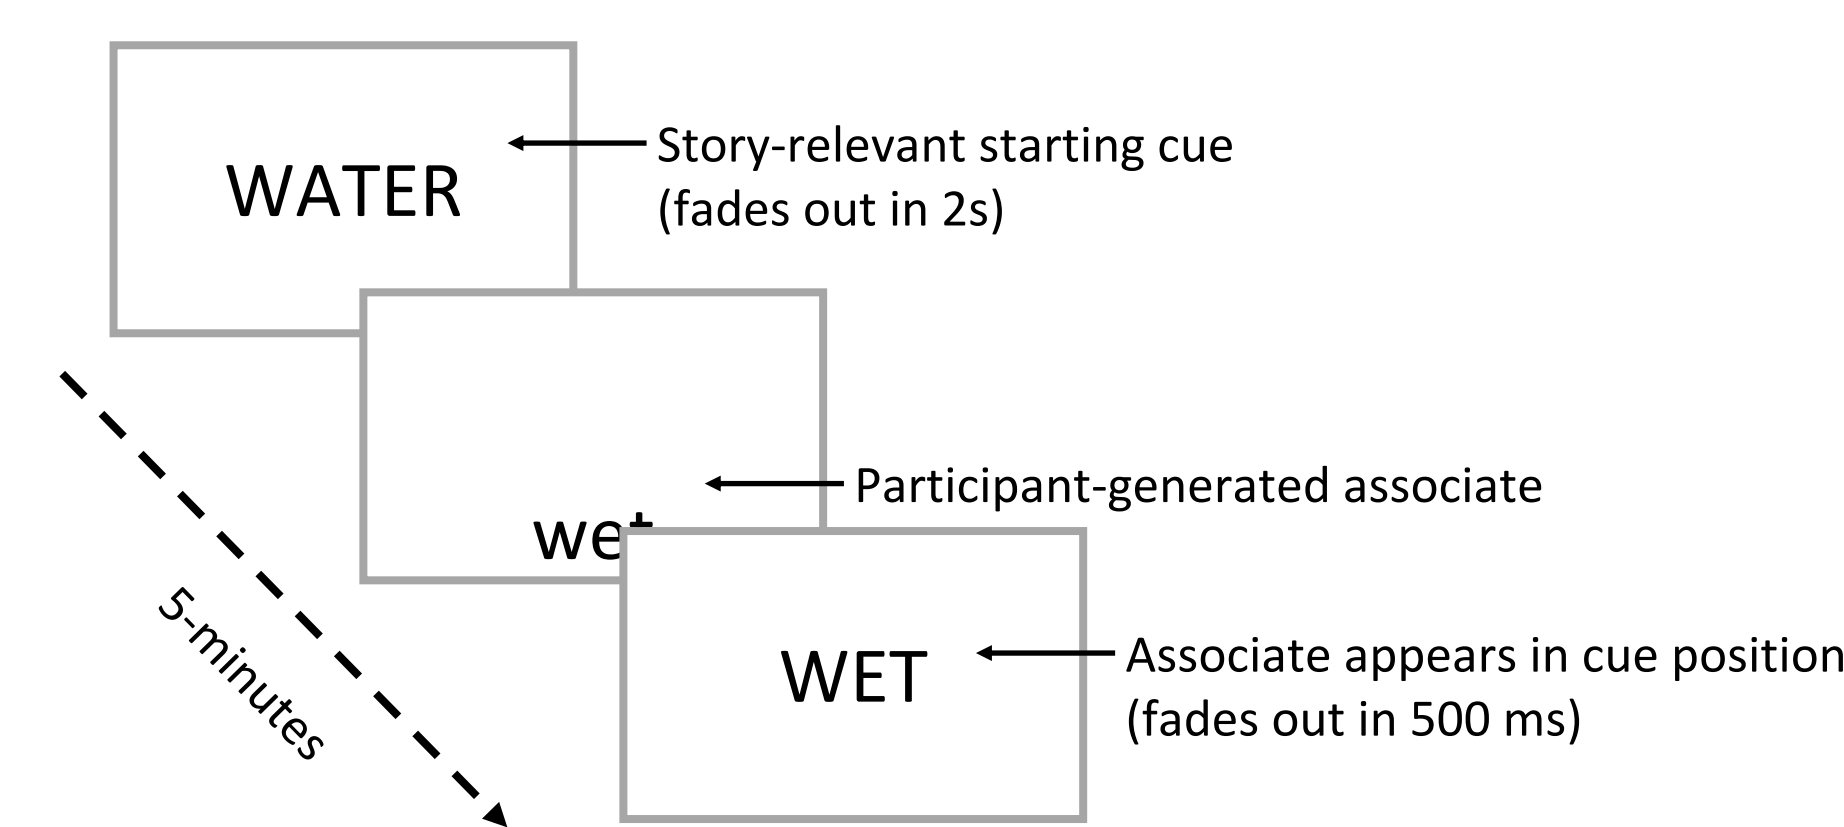 WATER
Story-relevant starting cue
(fades out in 2s)
Participant-generated associate
wet
WET
Associate appears in cue position
(fades out in 500 ms)
5-minutes